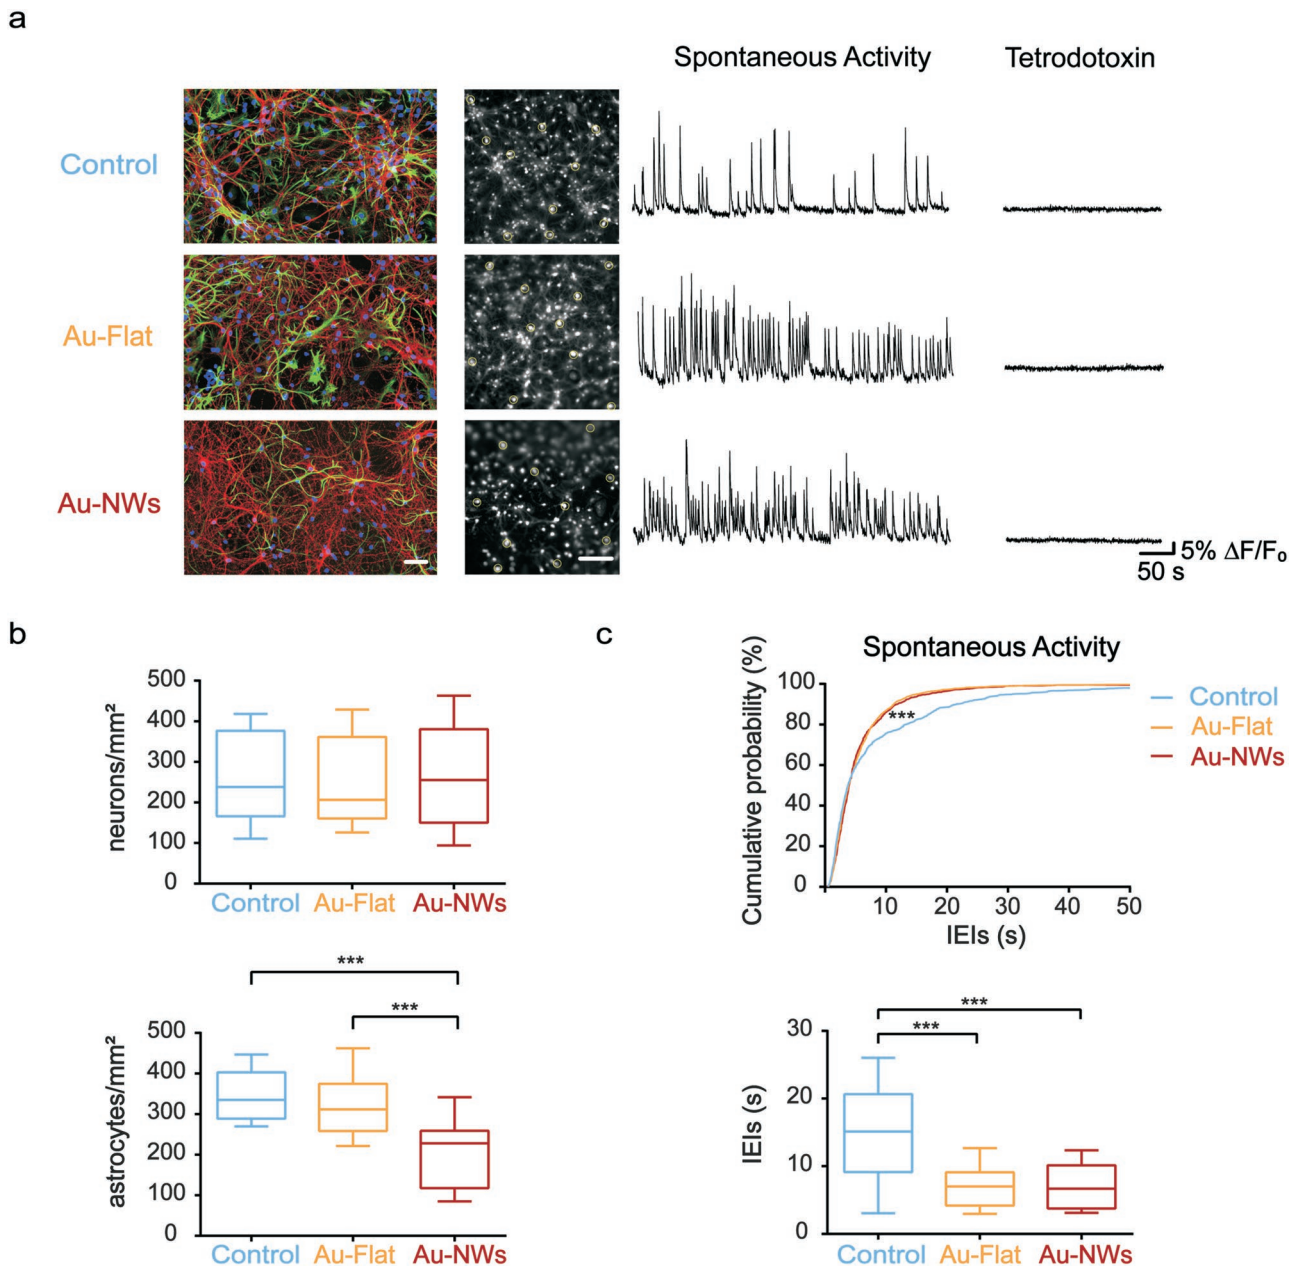 a
Spontaneous Activity
Tetrodotoxin
Control
Au-Flat
Au-NWs
5% ΔF/F₀
50 s
b
neurons/mm²
500
400
300
200
100
0
Control Au-Flat Au-NWs
***
***
astrocytes/mm²
500
400
300
200
100
0
Control Au-Flat Au-NWs
c
Spontaneous Activity
Cumulative probability (%)
100
80
60
40
20
0
***
10 20 30 40 50
IEIs (s)
Control
Au-Flat
Au-NWs
***
***
IEIs (s)
30
20
10
0
Control Au-Flat Au-NWs